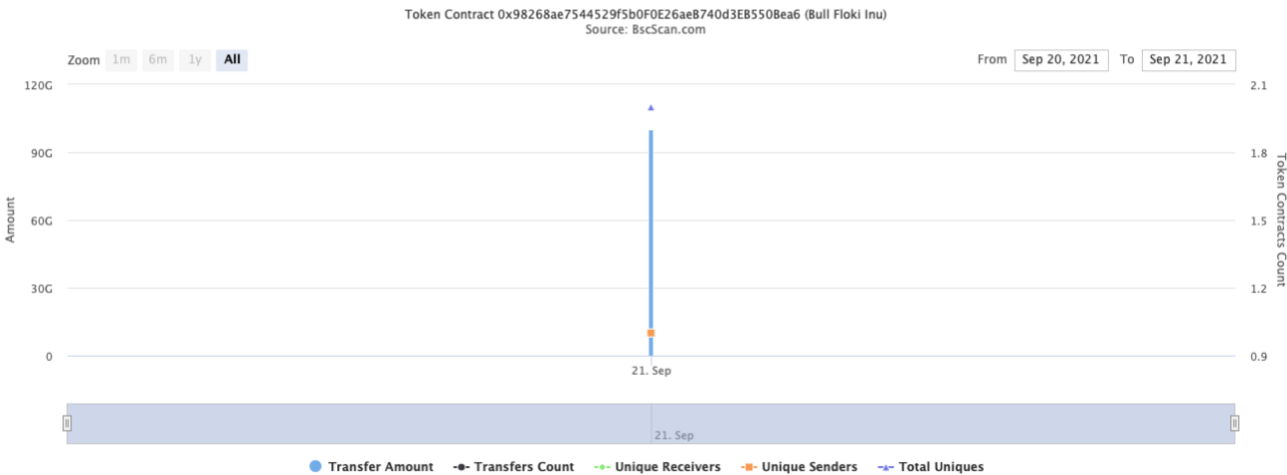 Token Contract 0x98268ae7544529f5b0F0E26aeB740d3EB550Bea6 (Bull Floki Inu)
Source: BscScan.com
Zoom 1m 6m 1y All
From Sep 20, 2021 To Sep 21, 2021
120G
90G
60G
30G
0
Amount
2.1
1.8
1.5
1.2
0.9
Token Contracts Count
21. Sep
21. Sep
Transfer Amount Transfers Count Unique Receivers Unique Senders Total Uniques